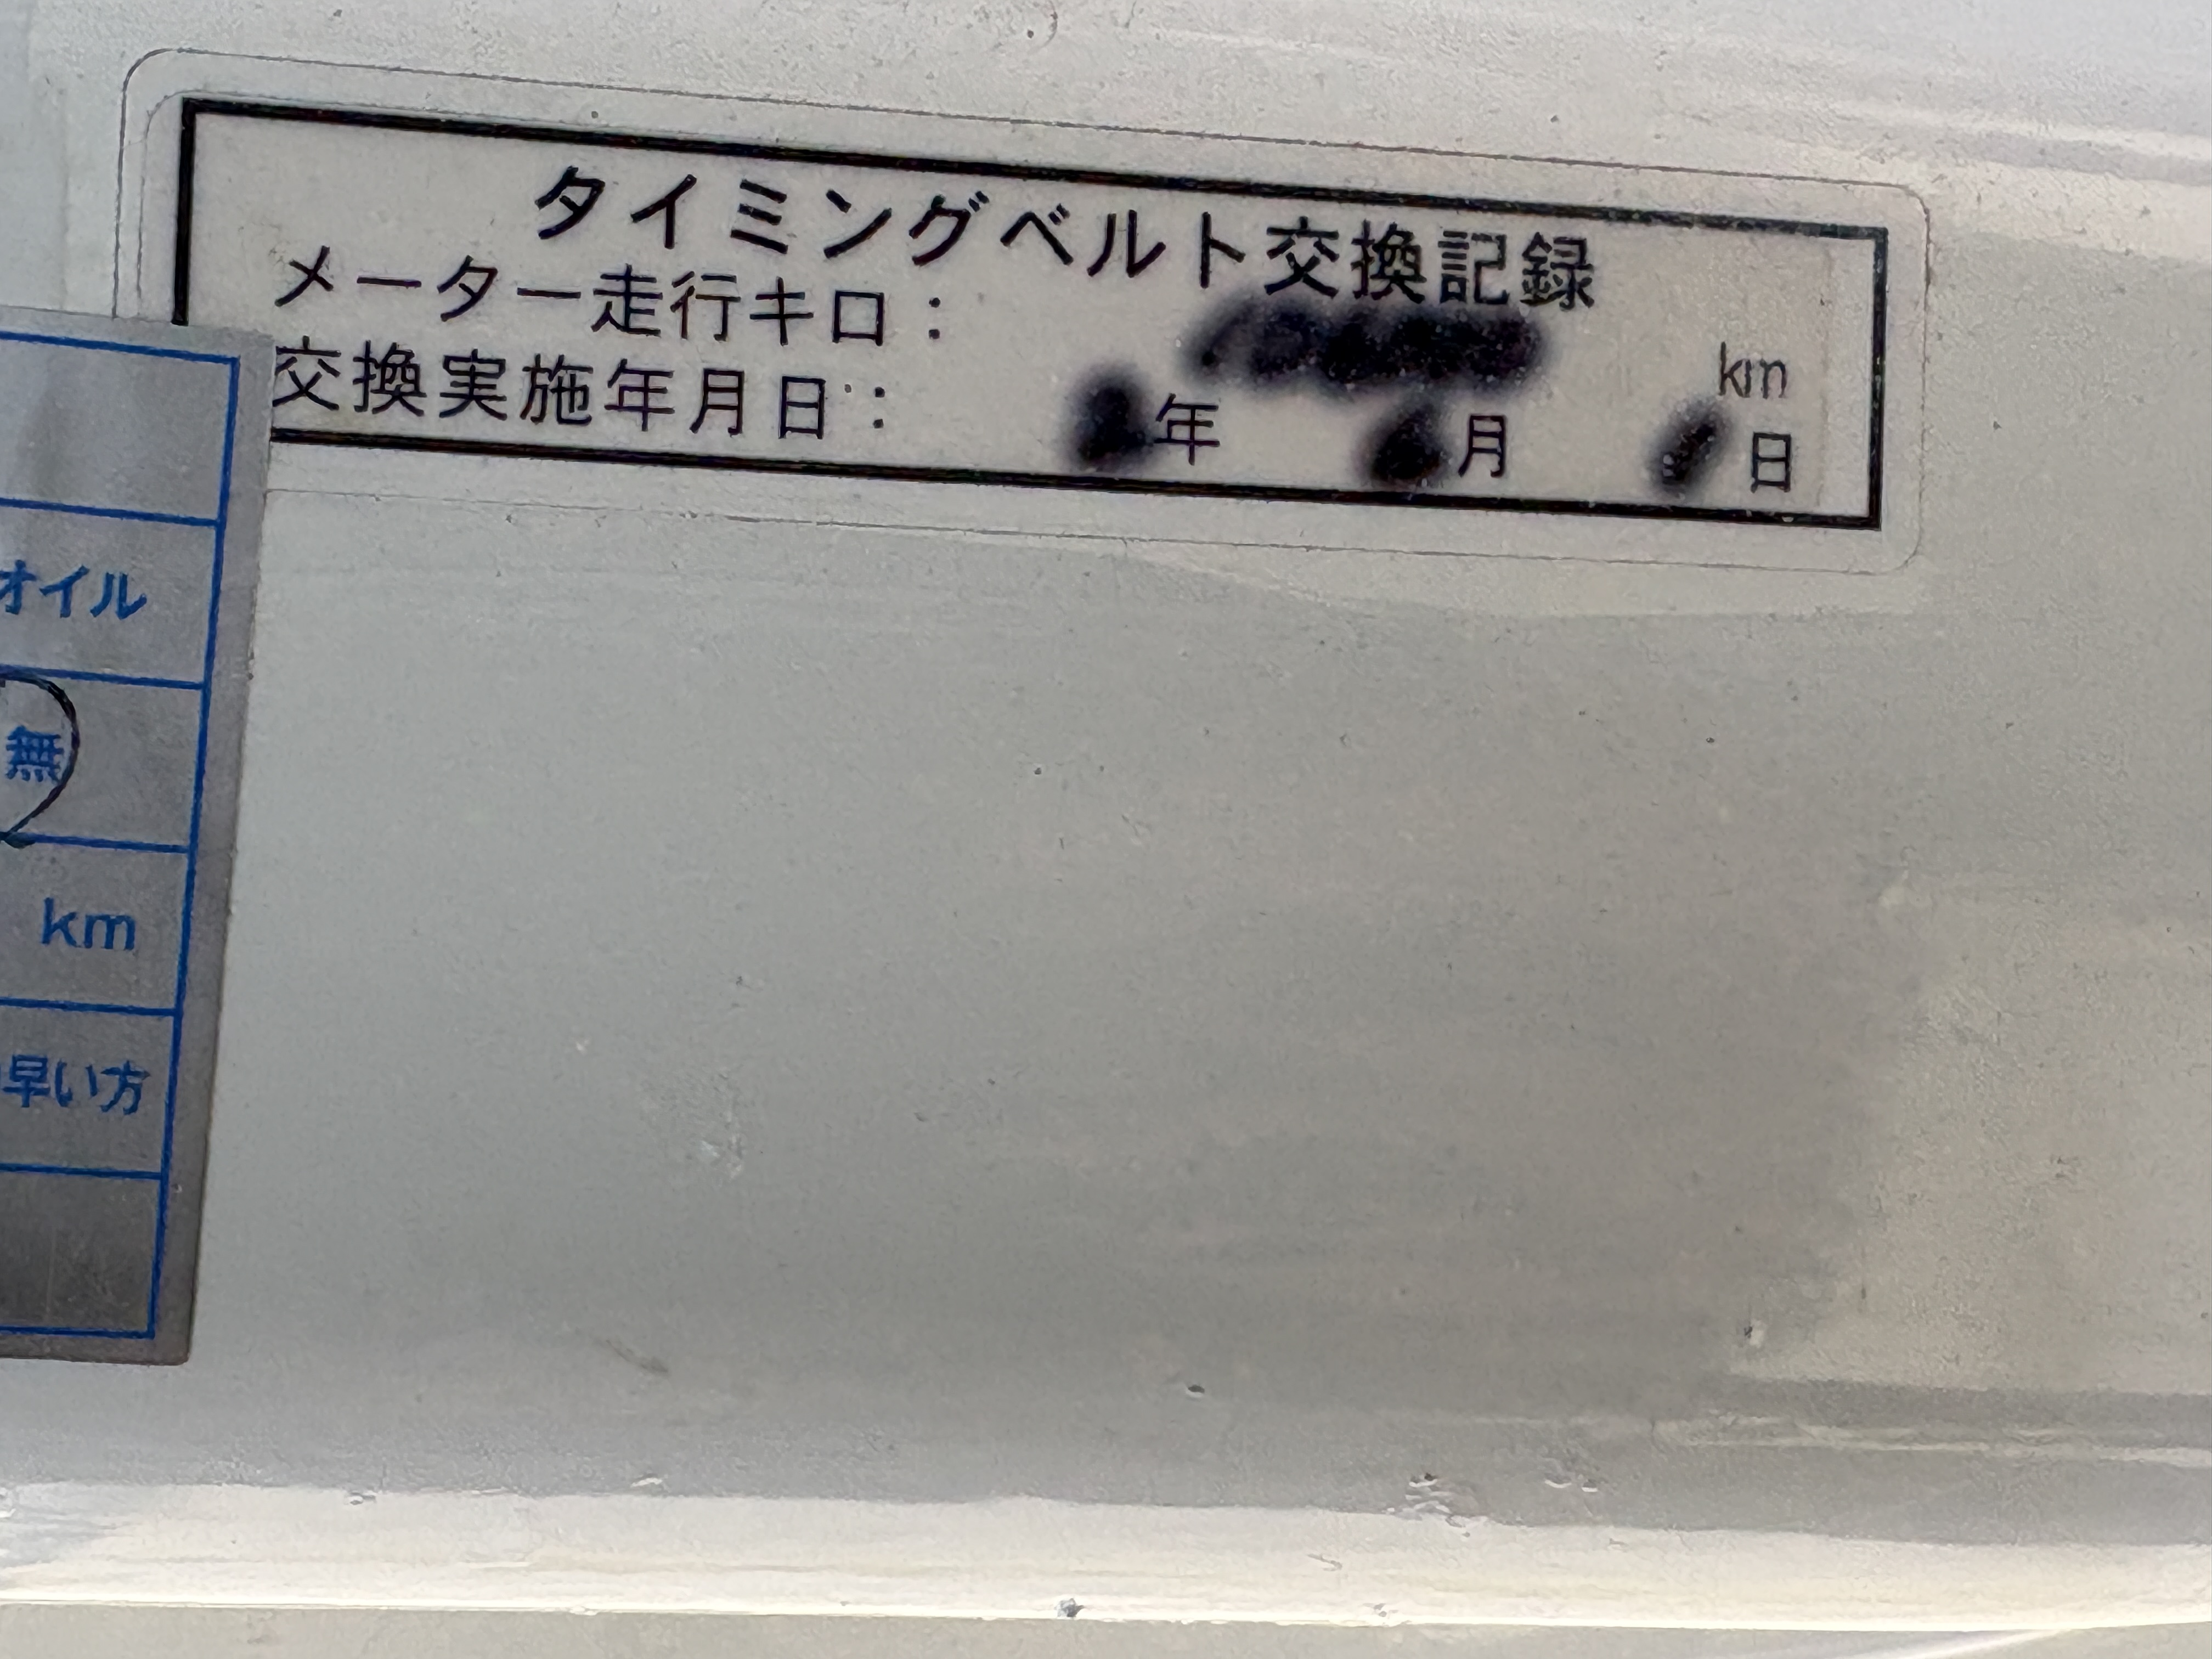 タイミングベルト交換記録
メーター走行キロ： km
交換実施年月日： 年 月 日
オイル
無
km
早い方